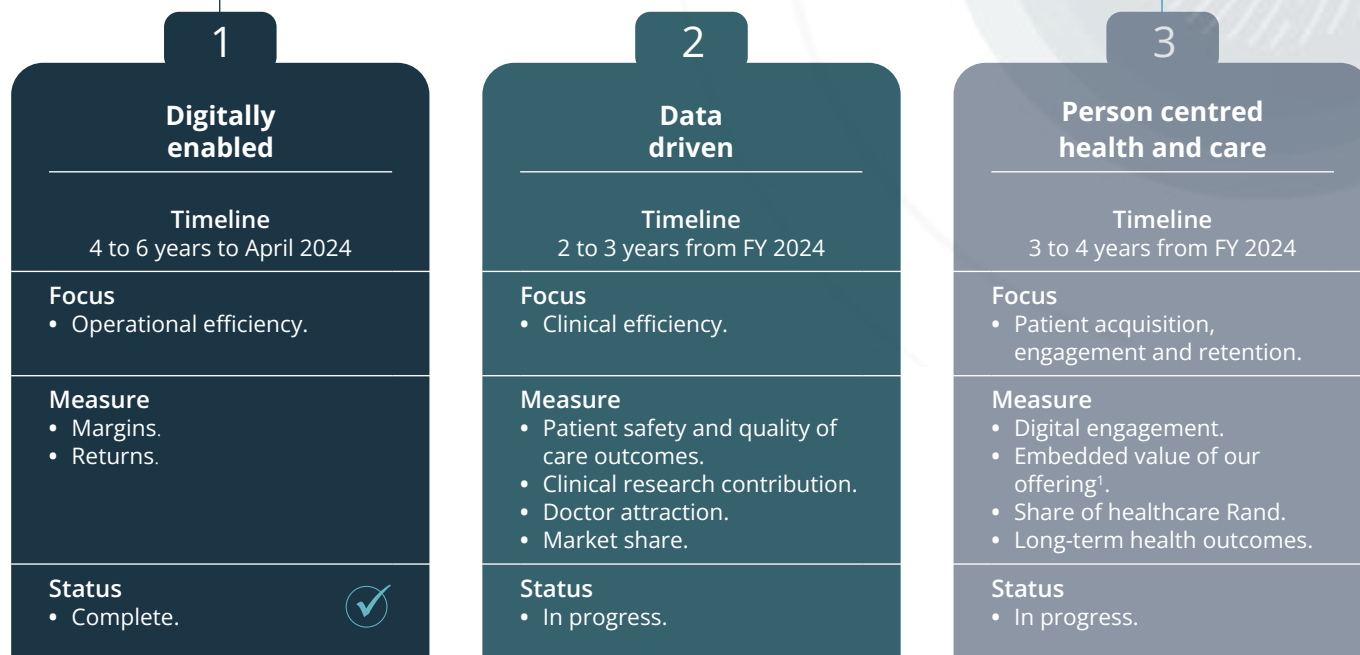 1
Digitally
enabled
Timeline
4 to 6 years to April 2024
Focus
• Operational efficiency.
Measure
• Margins.
• Returns.
Status
• Complete.
2
Data
driven
Timeline
2 to 3 years from FY 2024
Focus
• Clinical efficiency.
Measure
• Patient safety and quality of
care outcomes.
• Clinical research contribution.
• Doctor attraction.
• Market share.
Status
• In progress.
3
Person centred
health and care
Timeline
3 to 4 years from FY 2024
Focus
• Patient acquisition,
engagement and retention.
Measure
• Digital engagement.
• Embedded value of our
offering¹.
• Share of healthcare Rand.
• Long-term health outcomes.
Status
• In progress.